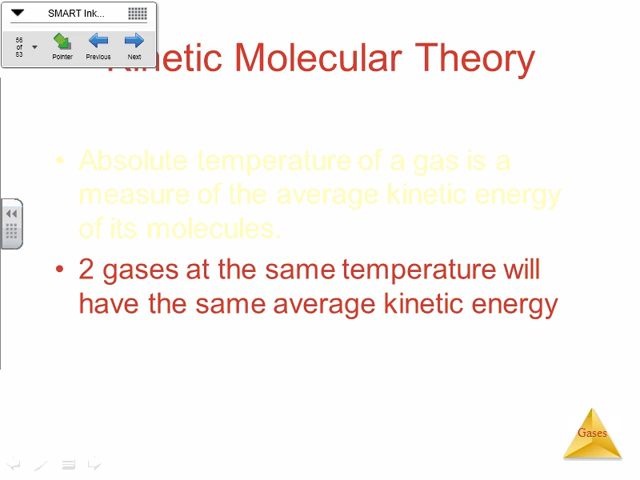 SMART Ink...
56
of
83
Pointer
Previous
Next
Kinetic Molecular Theory
• Absolute temperature of a gas is a
measure of the average kinetic energy
of its molecules.
• 2 gases at the same temperature will
have the same average kinetic energy
Gases